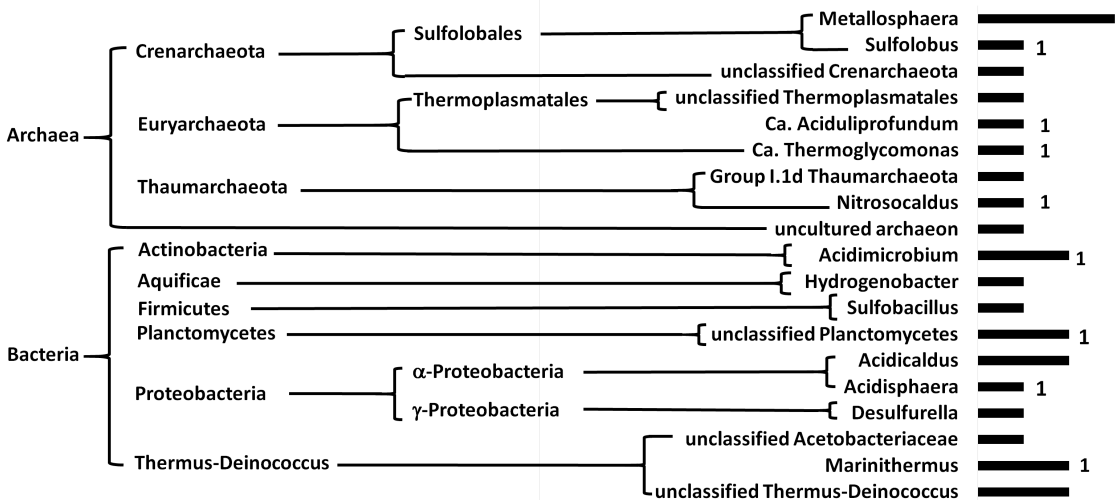 Metallosphaera
Sulfolobales
Sulfolobus 1
Crenarchaeota
unclassified Crenarchaeota
Thermoplasmatales unclassified Thermoplasmatales
Euryarchaeota Ca. Aciduliprofundum 1
Archaea
Ca. Thermoglycomonas 1
Group I.1d Thaumarchaeota
Thaumarchaeota
Nitrosocaldus 1
uncultured archaeon
Actinobacteria Acidimicrobium 1
Aquificae Hydrogenobacter
Firmicutes Sulfobacillus
Planctomycetes unclassified Planctomycetes 1
Bacteria
Acidicaldus
α-Proteobacteria
Acidisphaera 1
Proteobacteria
γ-Proteobacteria Desulfurella
unclassified Acetobacteriaceae
Thermus-Deinococcus Marinithermus 1
unclassified Thermus-Deinococcus